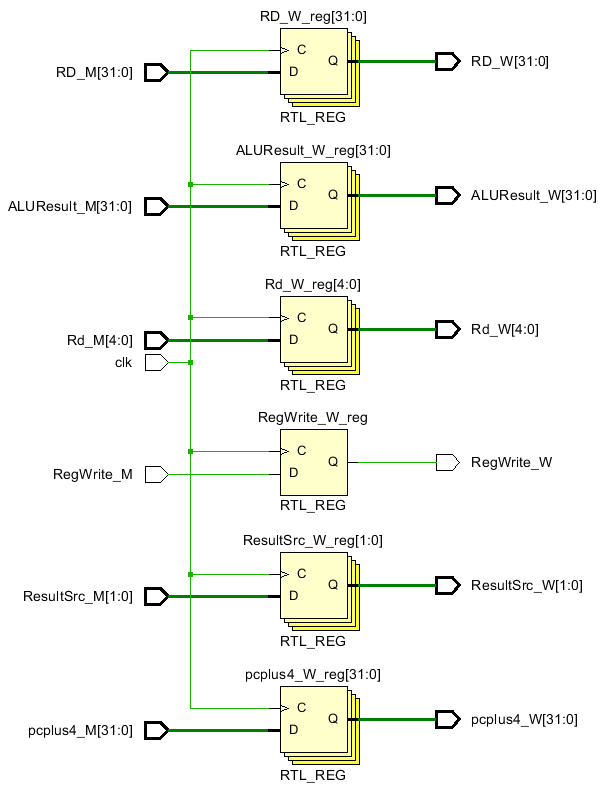 RD_W_reg[31:0]
RD_M[31:0]
C
D
Q
RD_W[31:0]
RTL_REG
ALUResult_W_reg[31:0]
ALUResult_M[31:0]
C
D
Q
ALUResult_W[31:0]
RTL_REG
Rd_W_reg[4:0]
Rd_M[4:0]
clk
C
D
Q
Rd_W[4:0]
RTL_REG
RegWrite_W_reg
RegWrite_M
C
D
Q
RegWrite_W
RTL_REG
ResultSrc_W_reg[1:0]
ResultSrc_M[1:0]
C
D
Q
ResultSrc_W[1:0]
RTL_REG
pcplus4_W_reg[31:0]
pcplus4_M[31:0]
C
D
Q
pcplus4_W[31:0]
RTL_REG